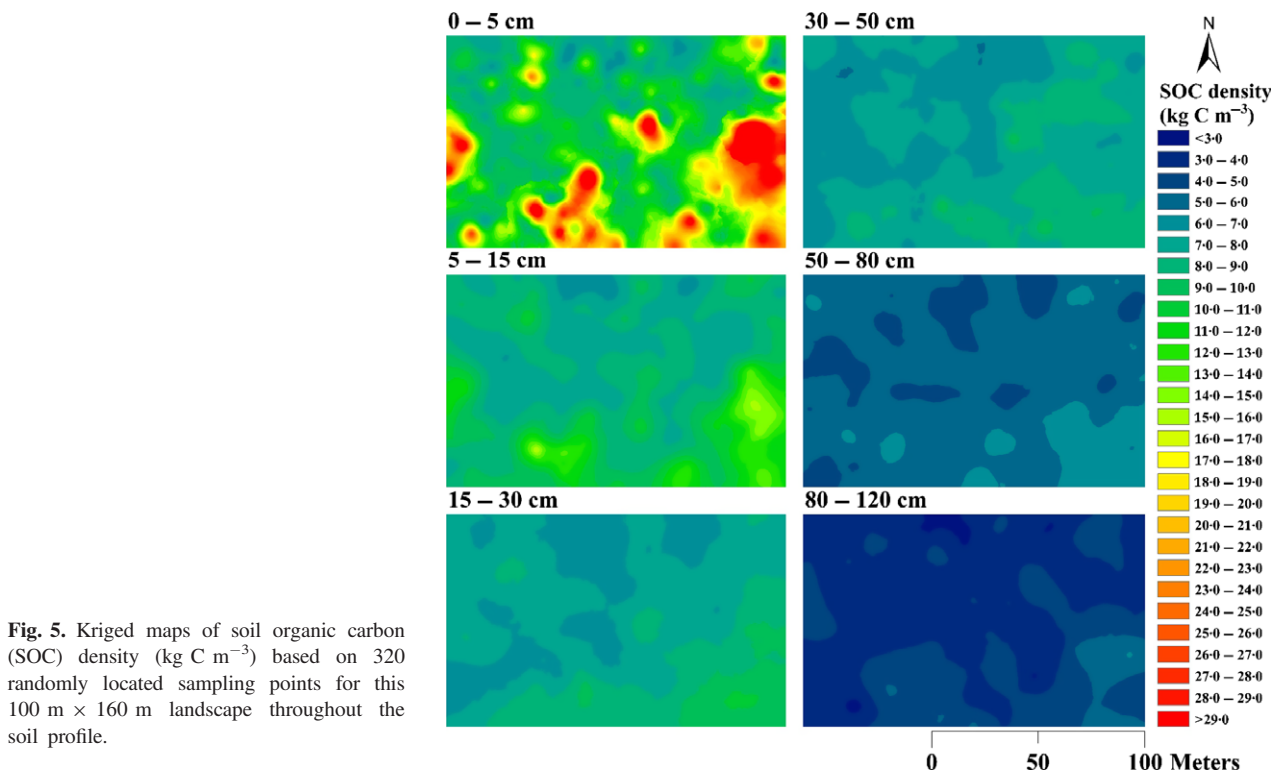 0 – 5 cm
30 – 50 cm
5 – 15 cm
50 – 80 cm
15 – 30 cm
80 – 120 cm
N
SOC density
(kg C m⁻³)
<3·0
3·0 – 4·0
4·0 – 5·0
5·0 – 6·0
6·0 – 7·0
7·0 – 8·0
8·0 – 9·0
9·0 – 10·0
10·0 – 11·0
11·0 – 12·0
12·0 – 13·0
13·0 – 14·0
14·0 – 15·0
15·0 – 16·0
16·0 – 17·0
17·0 – 18·0
18·0 – 19·0
19·0 – 20·0
20·0 – 21·0
21·0 – 22·0
22·0 – 23·0
23·0 – 24·0
24·0 – 25·0
25·0 – 26·0
26·0 – 27·0
27·0 – 28·0
28·0 – 29·0
>29·0
0 50 100 Meters
Fig. 5. Kriged maps of soil organic carbon
(SOC) density (kg C m⁻³) based on 320
randomly located sampling points for this
100 m × 160 m landscape throughout the
soil profile.